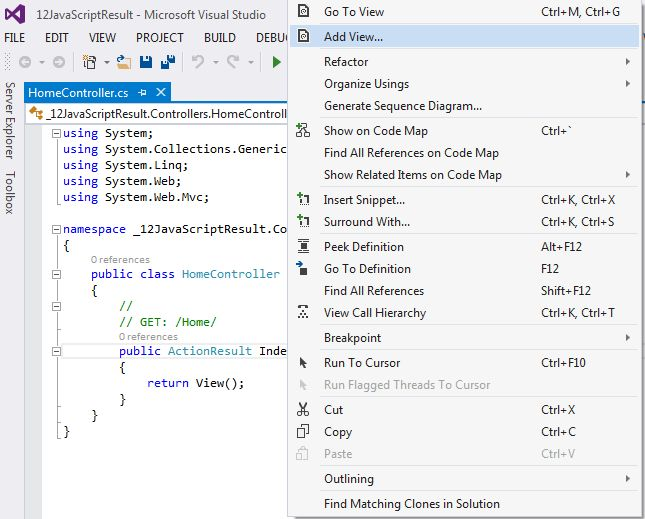 12JavaScriptResult - Microsoft Visual Studio
FILE EDIT VIEW PROJECT BUILD DEBUG
Server Explorer
Toolbox
HomeController.cs
_12JavaScriptResult.Controllers.HomeControll
using System;
using System.Collections.Generic
using System.Linq;
using System.Web;
using System.Web.Mvc;
namespace _12JavaScriptResult.Co
{
0 references
public class HomeController
{
//
// GET: /Home/
0 references
public ActionResult Inde
{
return View();
}
}
}
Go To View Ctrl+M, Ctrl+G
Add View...
Refactor
Organize Usings
Generate Sequence Diagram...
Show on Code Map Ctrl+`
Find All References on Code Map
Show Related Items on Code Map
Insert Snippet... Ctrl+K, Ctrl+X
Surround With... Ctrl+K, Ctrl+S
Peek Definition Alt+F12
Go To Definition F12
Find All References Shift+F12
View Call Hierarchy Ctrl+K, Ctrl+T
Breakpoint
Run To Cursor Ctrl+F10
Run Flagged Threads To Cursor
Cut Ctrl+X
Copy Ctrl+C
Paste Ctrl+V
Outlining
Find Matching Clones in Solution